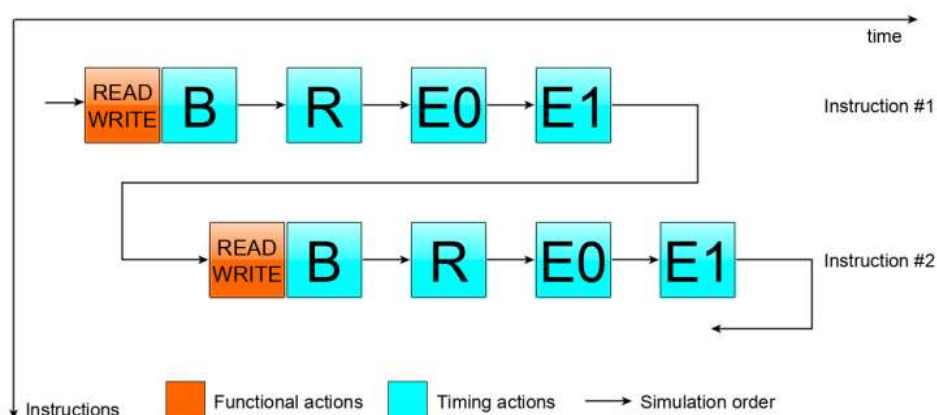 time
READ
WRITE
B
R
E0
E1
Instruction #1
READ
WRITE
B
R
E0
E1
Instruction #2
Instructions
Functional actions
Timing actions
Simulation order